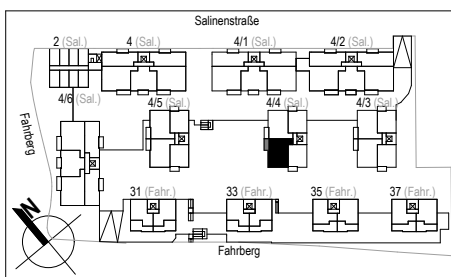 Salinenstraße
2 (Sal.) 4 (Sal.) 4/1 (Sal.) 4/2 (Sal.)
4/6 (Sal.) 4/5 (Sal.) 4/4 (Sal.) 4/3 (Sal.)
Fahrberg
31 (Fahr.) 33 (Fahr.) 35 (Fahr.) 37 (Fahr.)
N
Fahrberg